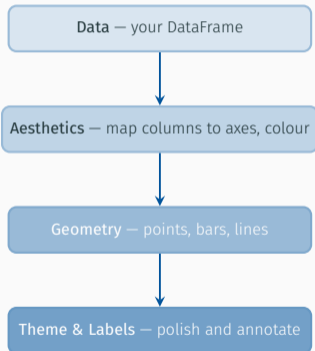 Data — your DataFrame
Aesthetics — map columns to axes, colour
Geometry — points, bars, lines
Theme & Labels — polish and annotate